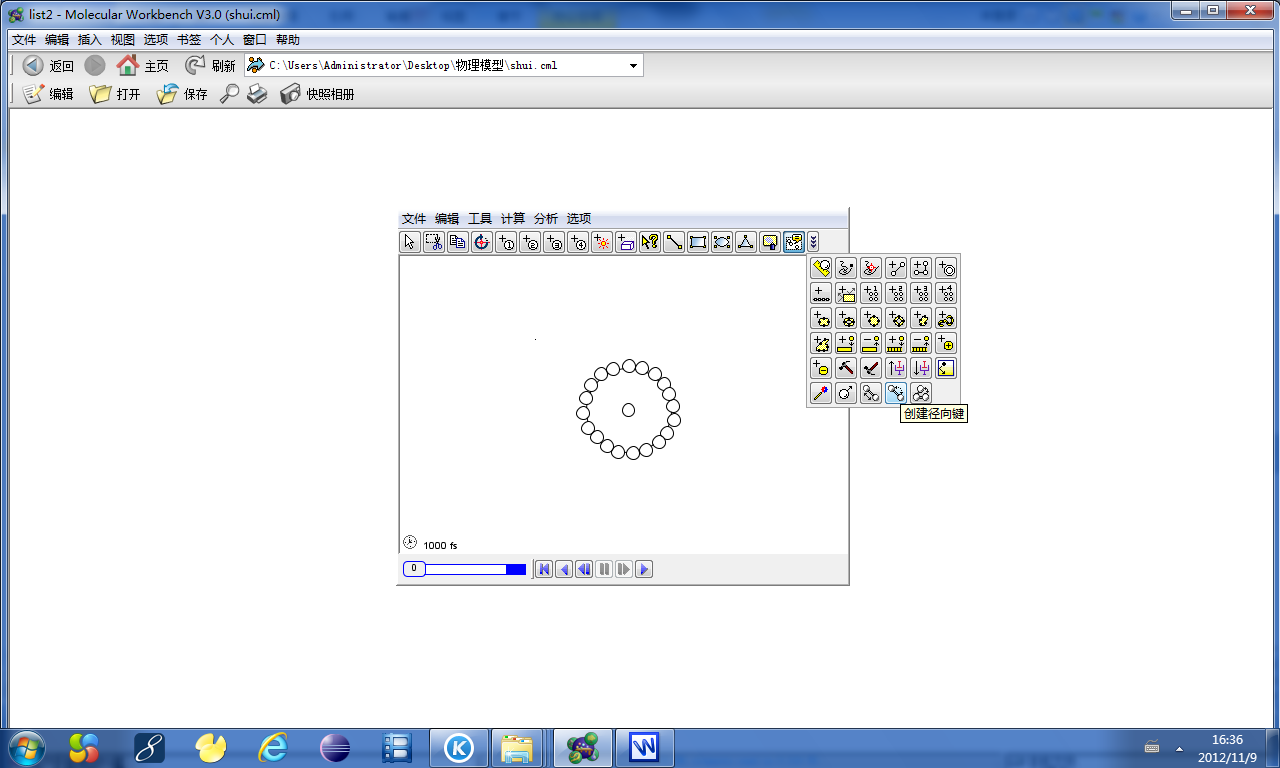 list2 - Molecular Workbench V3.0 (shui.cml)
文件 编辑 插入 视图 选项 书签 个人 窗口 帮助
返回 主页 刷新 C:\Users\Administrator\Desktop\物理模型\shui.cml
编辑 打开 保存 快照相册
文件 编辑 工具 计算 分析 选项
创建径向键
1000 fs
0
16:36
2012/11/9